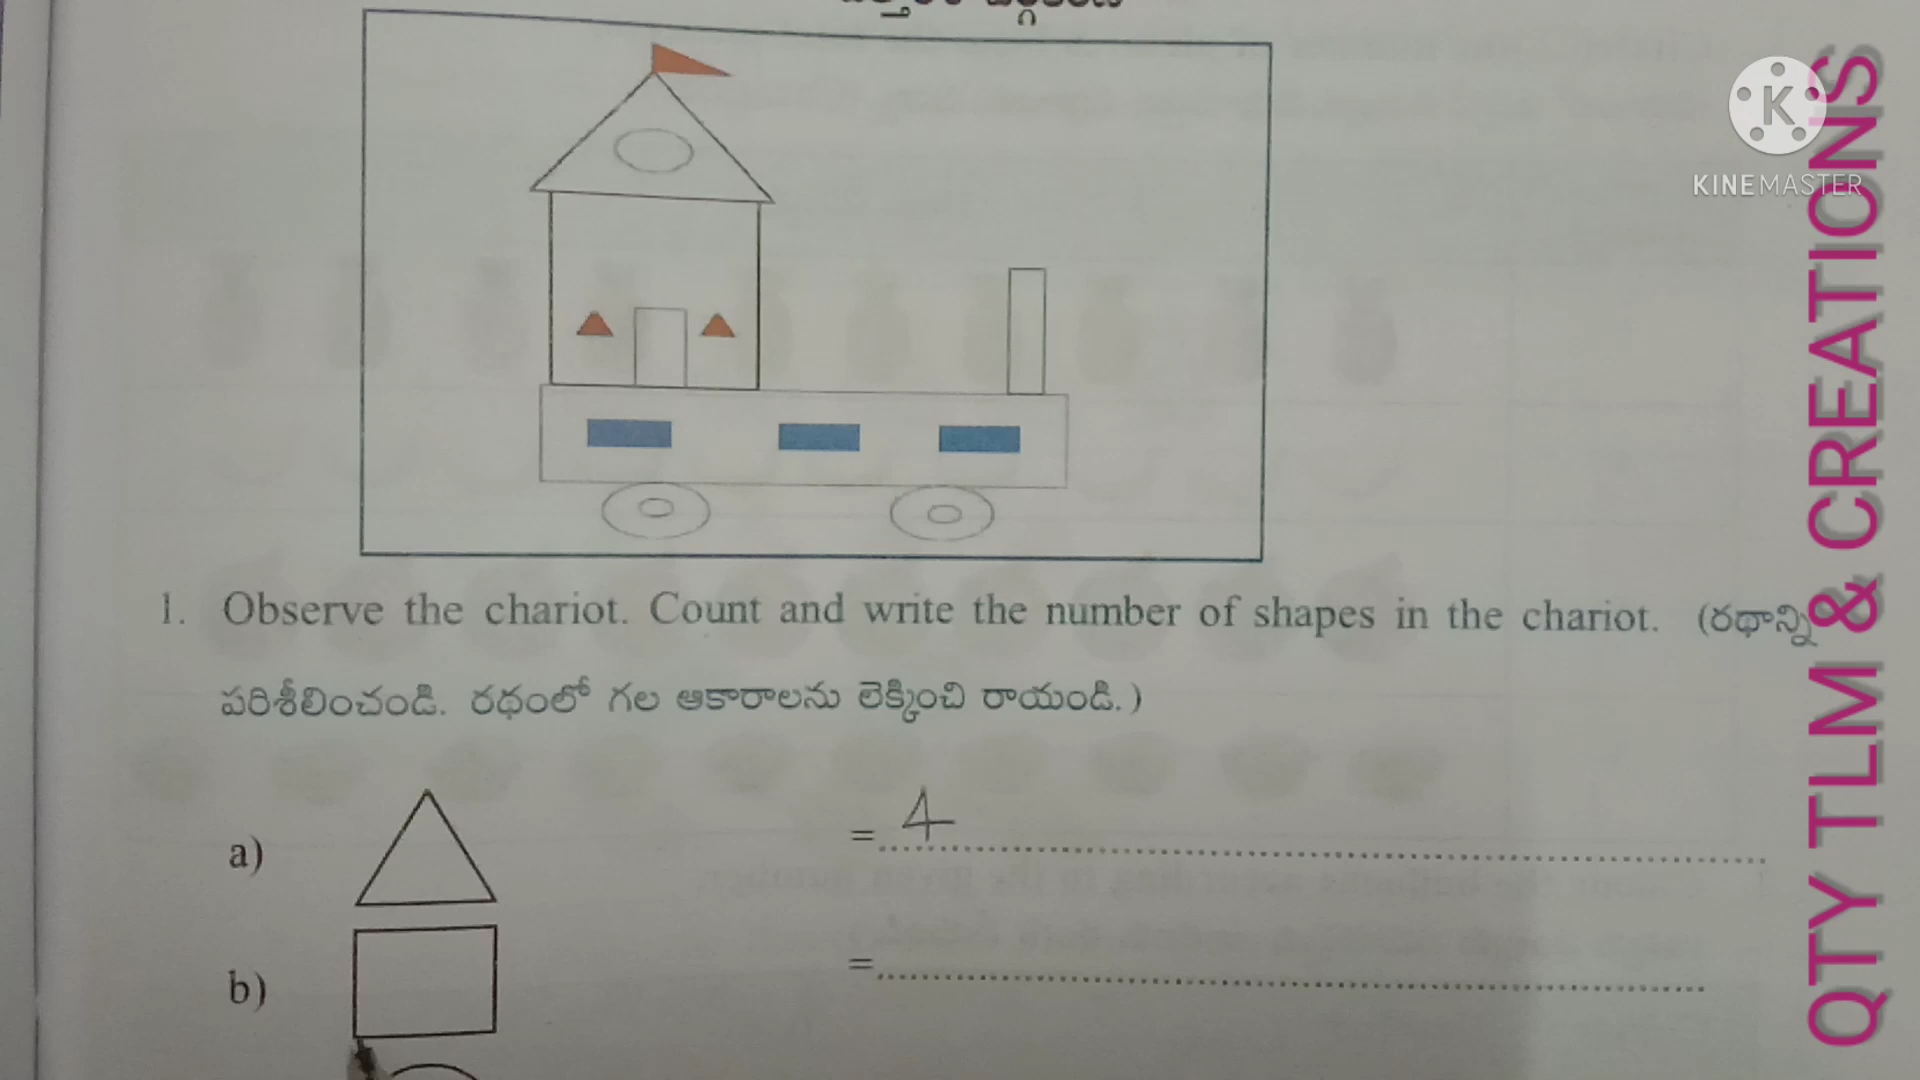 1. Observe the chariot. Count and write the number of shapes in the chariot. (రథాన్ని
పరిశీలించండి. రథంలో గల ఆకారాలను లెక్కించి రాయండి.)
a) = 4
b) =
K
KINEMASTER
QTY TLM & CREATIONS